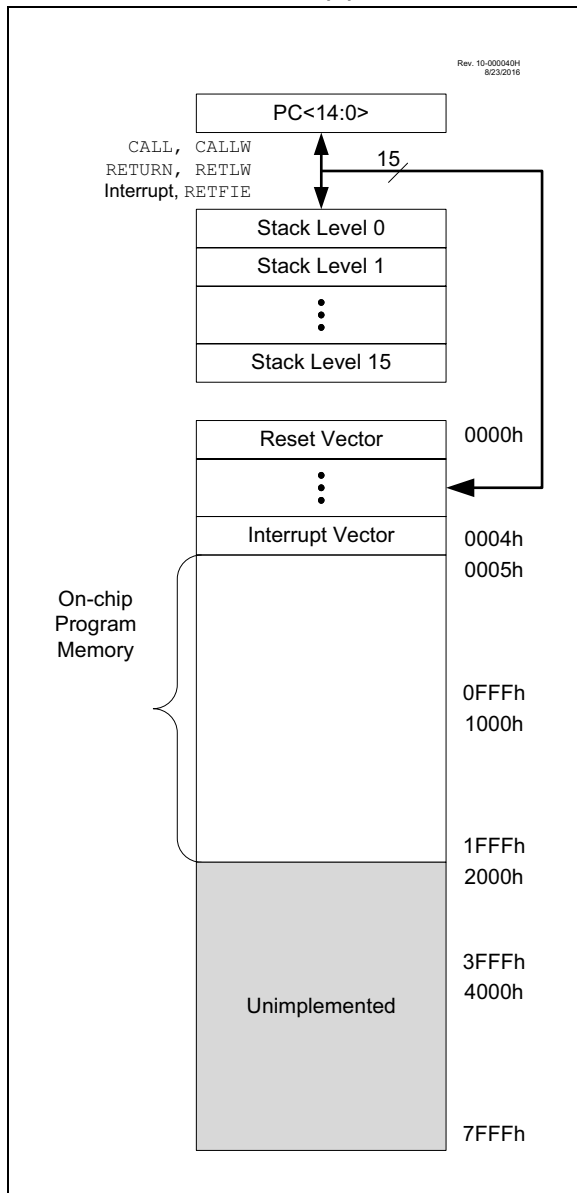 Rev. 10-000040H
8/23/2016
PC<14:0>
CALL, CALLW
RETURN, RETLW
Interrupt, RETFIE
15
Stack Level 0
Stack Level 1
Stack Level 15
Reset Vector
0000h
Interrupt Vector
0004h
0005h
On-chip
Program
Memory
0FFFh
1000h
1FFFh
2000h
3FFFh
4000h
Unimplemented
7FFFh